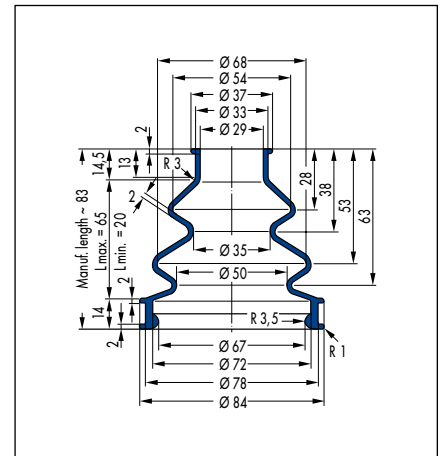 Ø 68
Ø 54
Ø 37
Ø 33
Ø 29
2
14,5
13
R 3
2
28
38
53
63
Manuf. length ~ 83
L max. = 65
L min. = 20
Ø 35
Ø 50
2
14
2
R 3,5
R 1
Ø 67
Ø 72
Ø 78
Ø 84